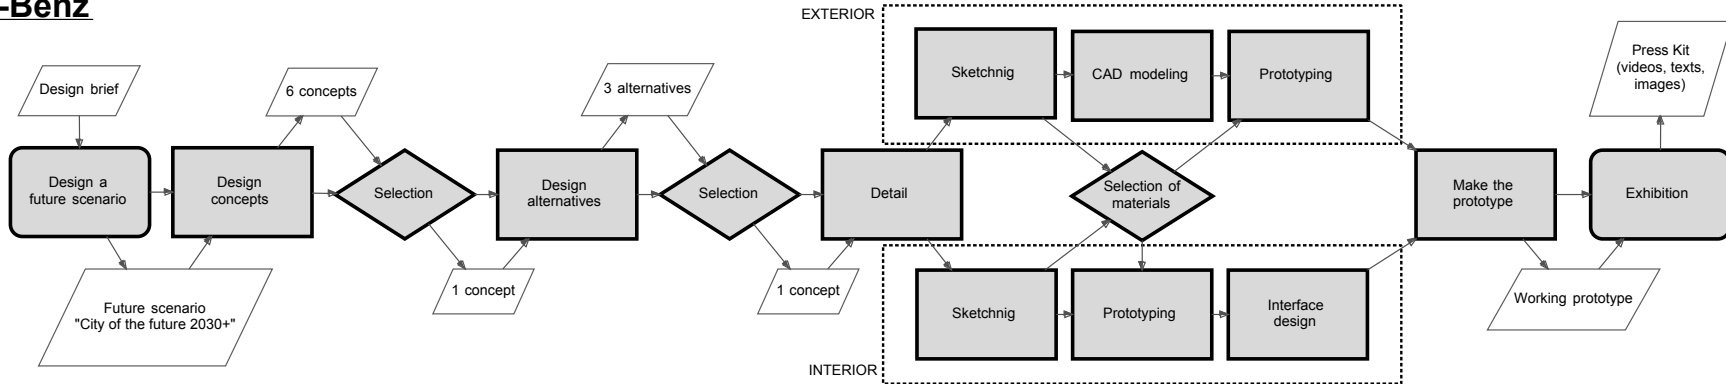 -Benz
EXTERIOR
Sketchnig
CAD modeling
Prototyping
Press Kit
(videos, texts,
images)
Design brief
6 concepts
3 alternatives
Design a
future scenario
Design
concepts
Selection
Design
alternatives
Selection
Detail
Selection of
materials
Make the
prototype
Exhibition
Future scenario
"City of the future 2030+"
1 concept
1 concept
Sketchnig
Prototyping
Interface
design
Working prototype
INTERIOR